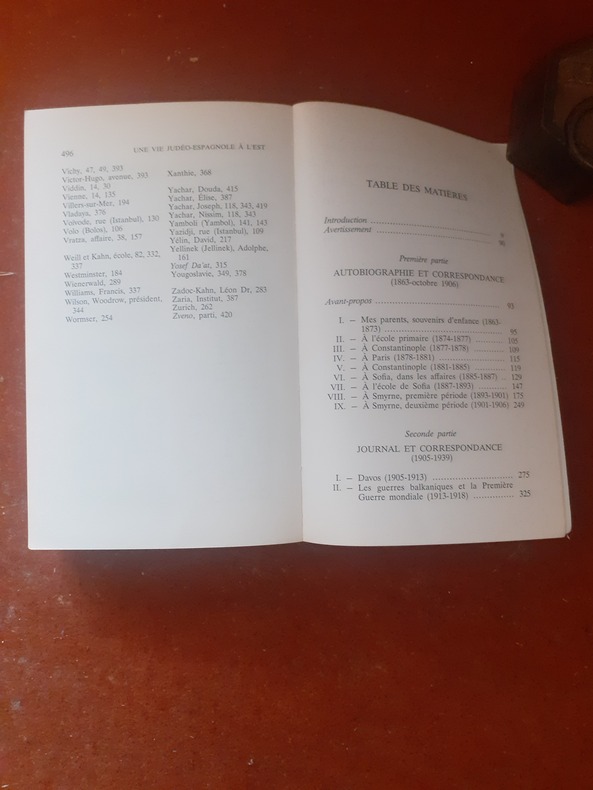 496
UNE VIE JUDÉO-ESPAGNOLE À L'EST
Vichy, 47, 49, 393
Victor-Hugo, avenue, 393
Viddin, 14, 30
Vienne, 14, 135
Villers-sur-Mer, 194
Vladaya, 376
Voïvode, rue (Istanbul), 130
Volo (Bolos), 106
Vratza, affaire, 38, 157
Weill et Kahn, école, 82, 332,
337
Westminster, 184
Wienerwald, 289
Williams, Francis, 337
Wilson, Woodrow, président,
344
Wormser, 254
Xanthie, 366
Yachar, Douda, 415
Yachar, Élise, 387
Yachar, Joseph, 118, 343, 419
Yachar, Nissim, 118, 343
Yamboli (Yambol), 141, 143
Yazidji, rue (Istanbul), 109
Yélin, David, 217
Yellinek (Jellinek), Adolphe,
161
Yosef Da'at, 315
Yougoslavie, 349, 378
Zadoc-Kahn, Léon Dr, 283
Zaria, Institut, 387
Zurich, 262
Zveno, parti, 420
TABLE DES MATIÈRES
Introduction
Avertissement
Première partie
AUTOBIOGRAPHIE ET CORRESPONDANCE
(1863-octobre 1906)
Avant-propos 93
I. — Mes parents, souvenirs d'enfance (1863-
1873) 95
II. — À l'école primaire (1874-1877) 105
III. — À Constantinople (1877-1878) 109
IV. — À Paris (1878-1881) 115
V. — À Constantinople (1881-1885) 119
VI. — À Sofia, dans les affaires (1885-1887) 129
VII. — À l'école de Sofia (1887-1893) 147
VIII. — À Smyrne, première période (1893-1901) 175
IX. — À Smyrne, deuxième période (1901-1906) 249
Seconde partie
JOURNAL ET CORRESPONDANCE
(1905-1939)
I. — Davos (1905-1913) 275
II. — Les guerres balkaniques et la Première
Guerre mondiale (1913-1918) 325